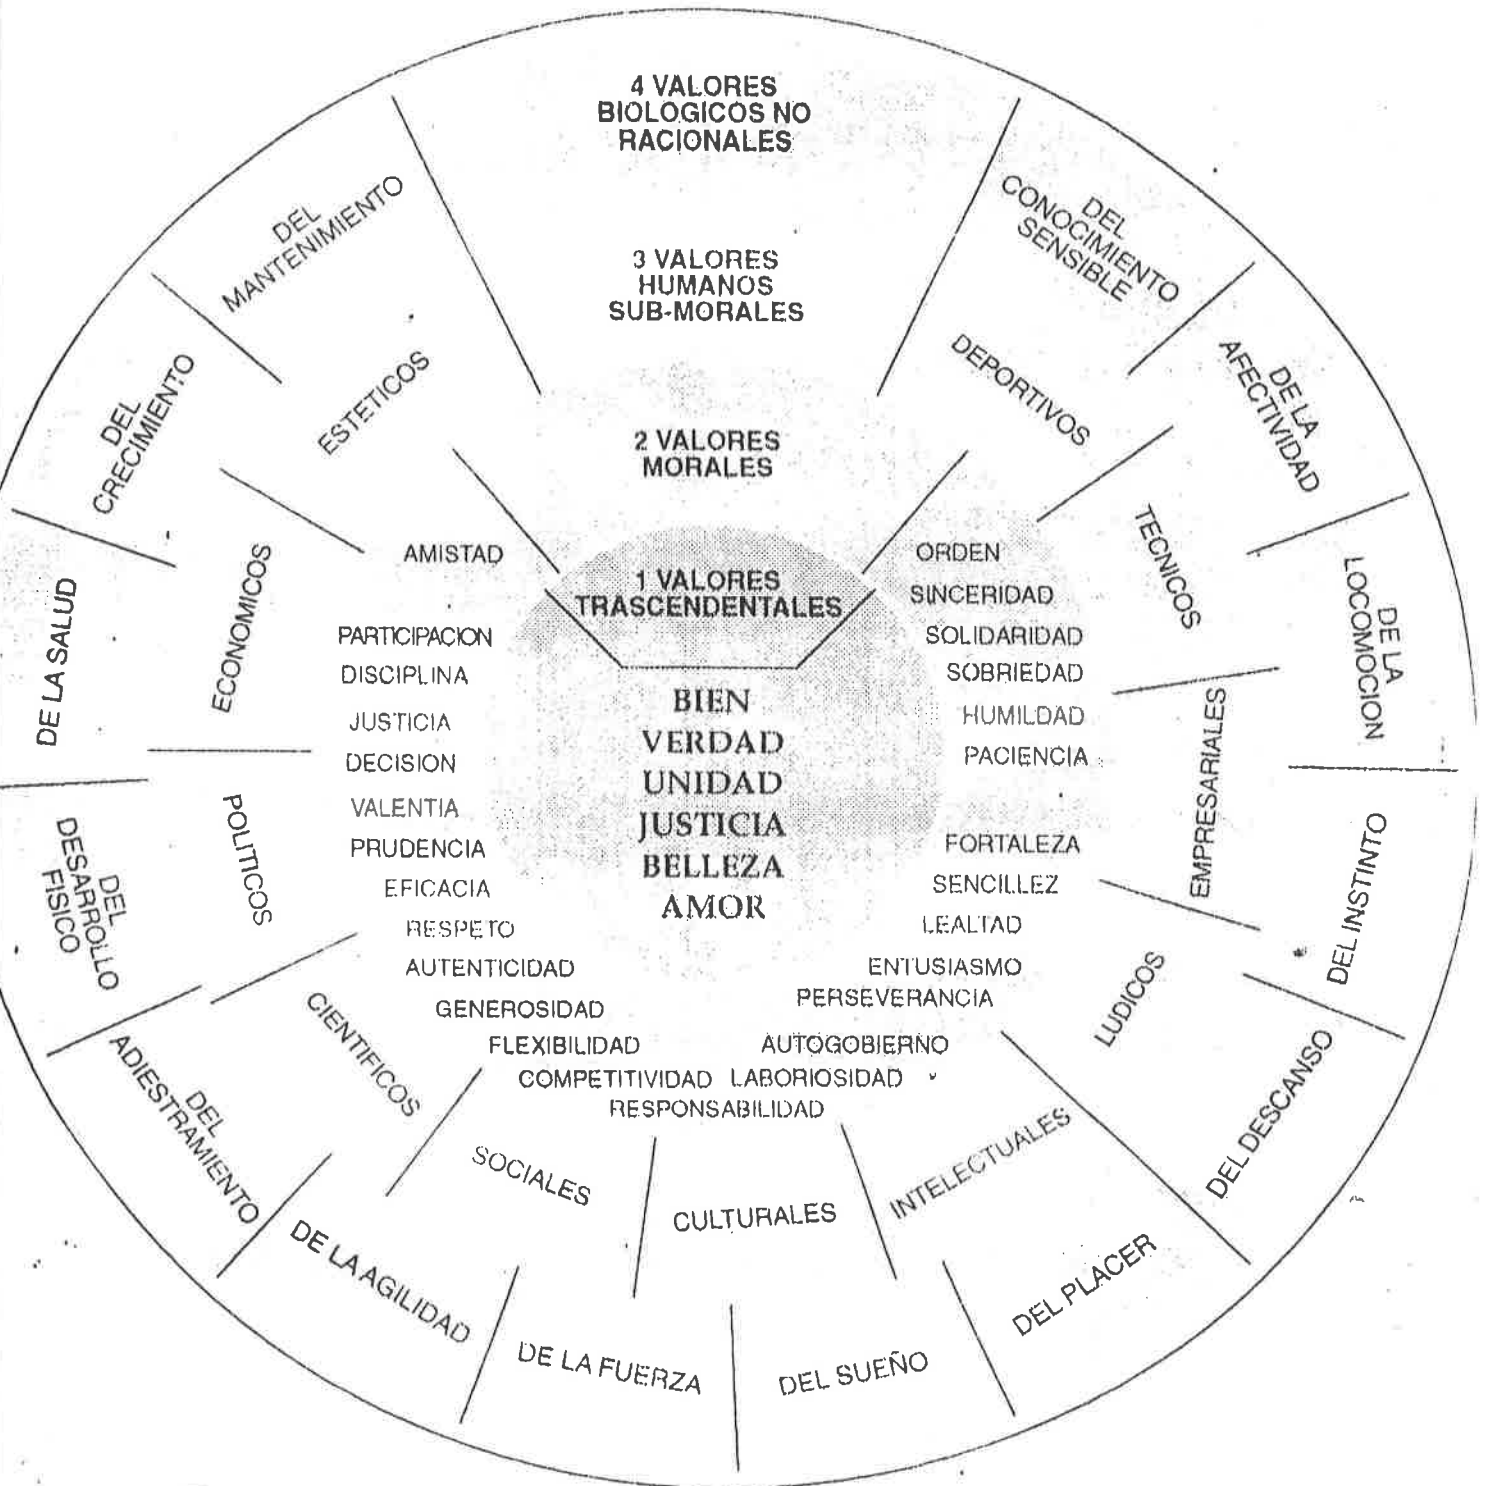 4 VALORES
BIOLOGICOS NO
RACIONALES
3 VALORES
HUMANOS
SUB-MORALES
2 VALORES
MORALES
1 VALORES
TRASCENDENTALES
BIEN
VERDAD
UNIDAD
JUSTICIA
BELLEZA
AMOR
ORDEN
SINCERIDAD
SOLIDARIDAD
SOBRIEDAD
HUMILDAD
PACIENCIA
FORTALEZA
SENCILLEZ
LEALTAD
ENTUSIASMO
PERSEVERANCIA
AUTOGOBIERNO
LABORIOSIDAD
RESPONSABILIDAD
AMISTAD
PARTICIPACION
DISCIPLINA
JUSTICIA
DECISION
VALENTIA
PRUDENCIA
EFICACIA
RESPETO
AUTENTICIDAD
GENEROSIDAD
FLEXIBILIDAD
COMPETITIVIDAD
DEPORTIVOS
TECNICOS
EMPRESARIALES
LUDICOS
INTELECTUALES
CULTURALES
SOCIALES
CIENTIFICOS
POLITICOS
ECONOMICOS
ESTETICOS
DEL
CONOCIMIENTO
SENSIBLE
DE LA
AFECTIVIDAD
DE LA
LOCOMOCION
DEL INSTINTO
DEL DESCANSO
DEL PLACER
DEL SUEÑO
DE LA FUERZA
DE LA AGILIDAD
DEL
ADIESTRAMIENTO
DEL
DESARROLLO
FISICO
DE LA SALUD
DEL
CRECIMIENTO
DEL
MANTENIMIENTO